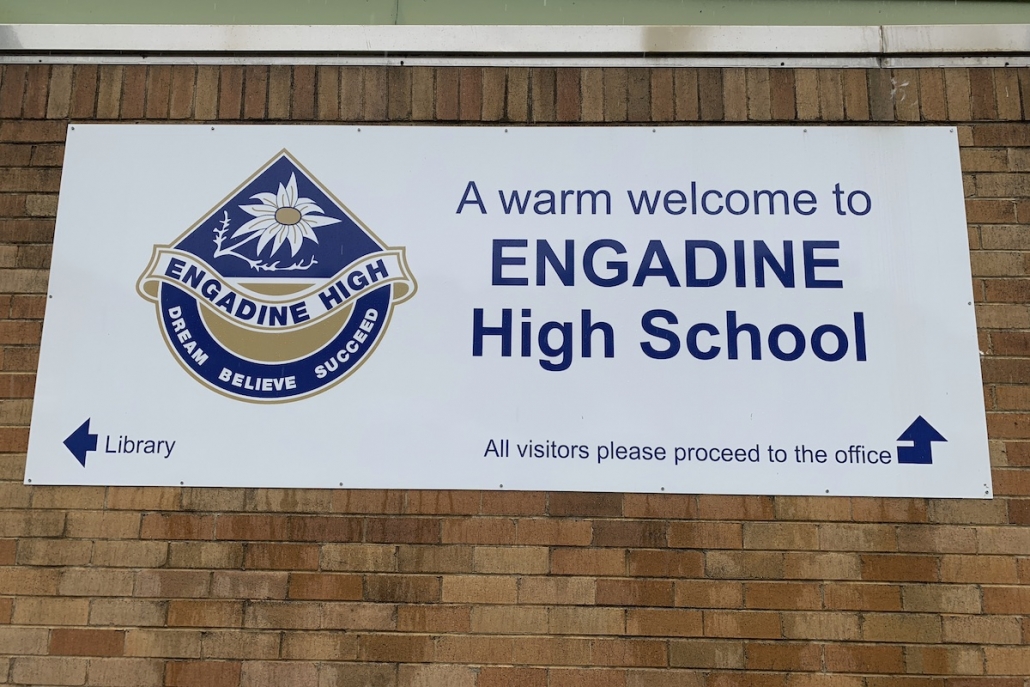 ENGADINE HIGH
DREAM BELIEVE SUCCEED
A warm welcome to
ENGADINE
High School
Library
All visitors please proceed to the office